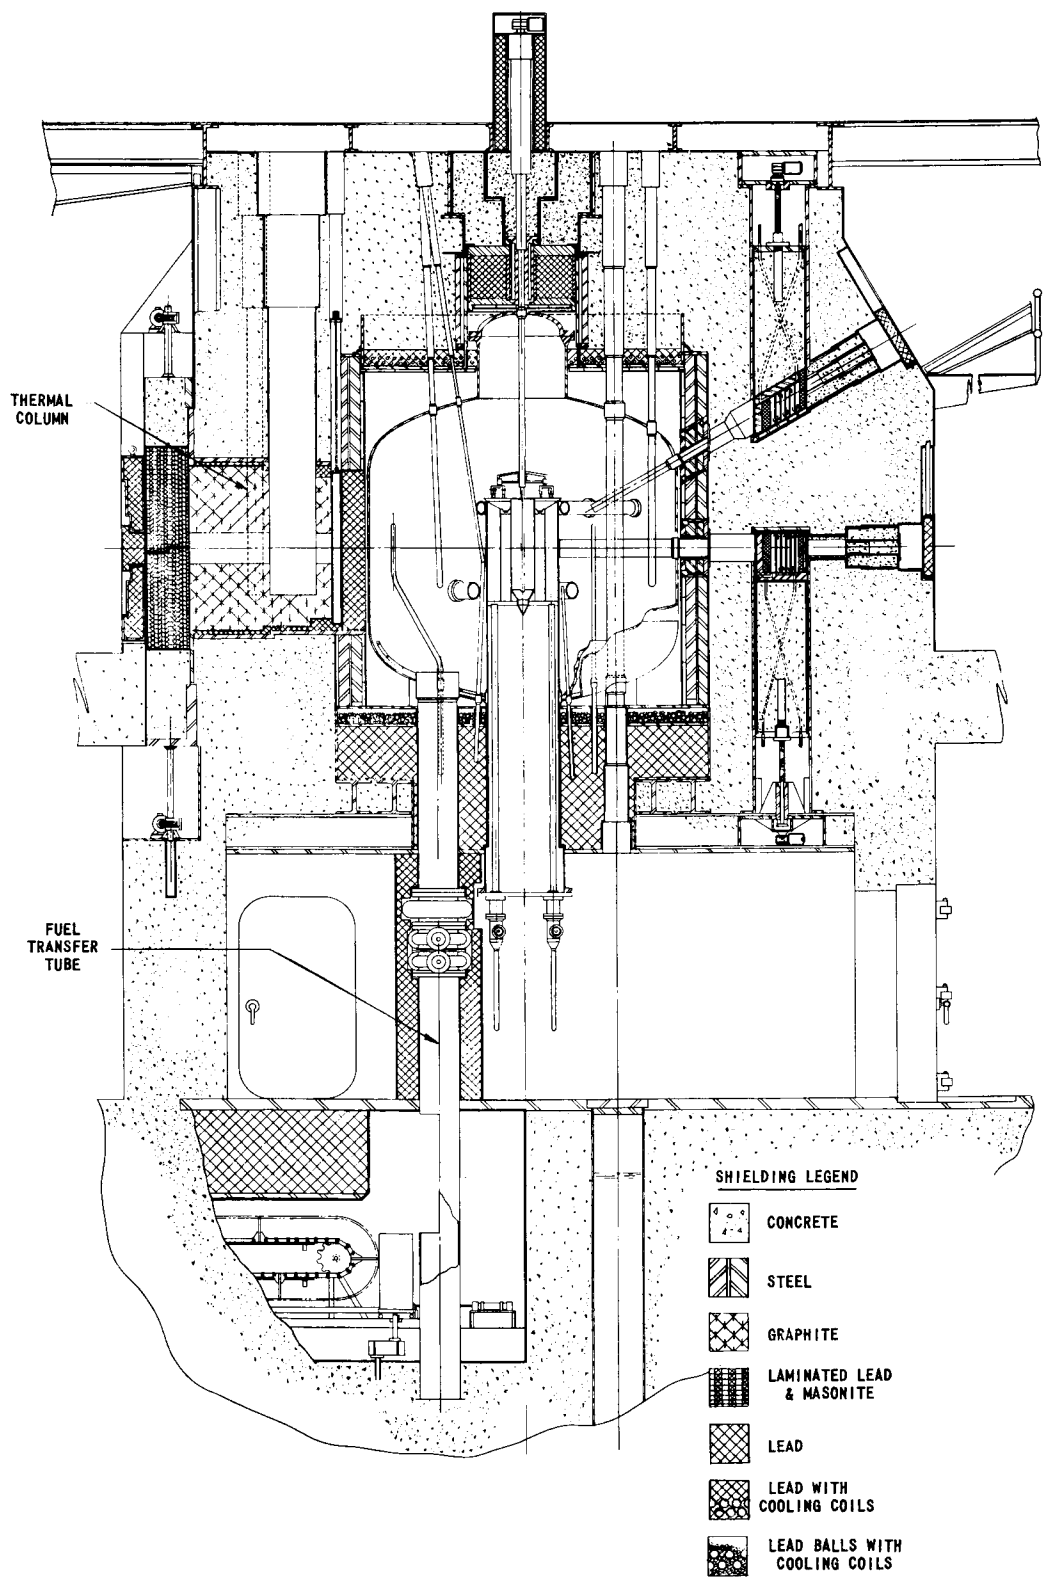 THERMAL
COLUMN
FUEL
TRANSFER
TUBE
SHIELDING LEGEND
CONCRETE
STEEL
GRAPHITE
LAMINATED LEAD
& MASONITE
LEAD
LEAD WITH
COOLING COILS
LEAD BALLS WITH
COOLING COILS